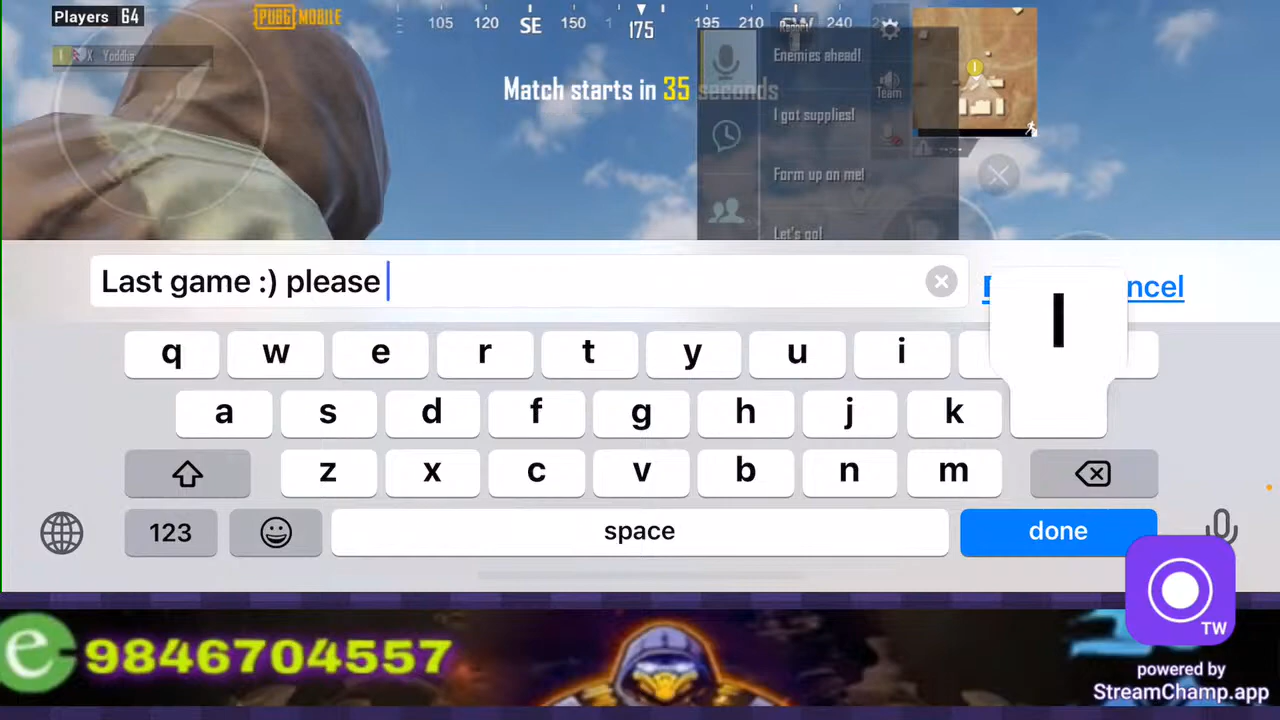 Players 64
PUBG MOBILE
105 120 SE 150 175 195 210 240
1 X Yoddha
Match starts in 35 seconds
Enemies ahead!
Team
I got supplies!
Form up on me!
Let's go!
Last game :) please
ncel
q w e r t y u i
l
a s d f g h j k
z x c v b n m
123 space done
TW
e 9846704557
powered by
StreamChamp.app